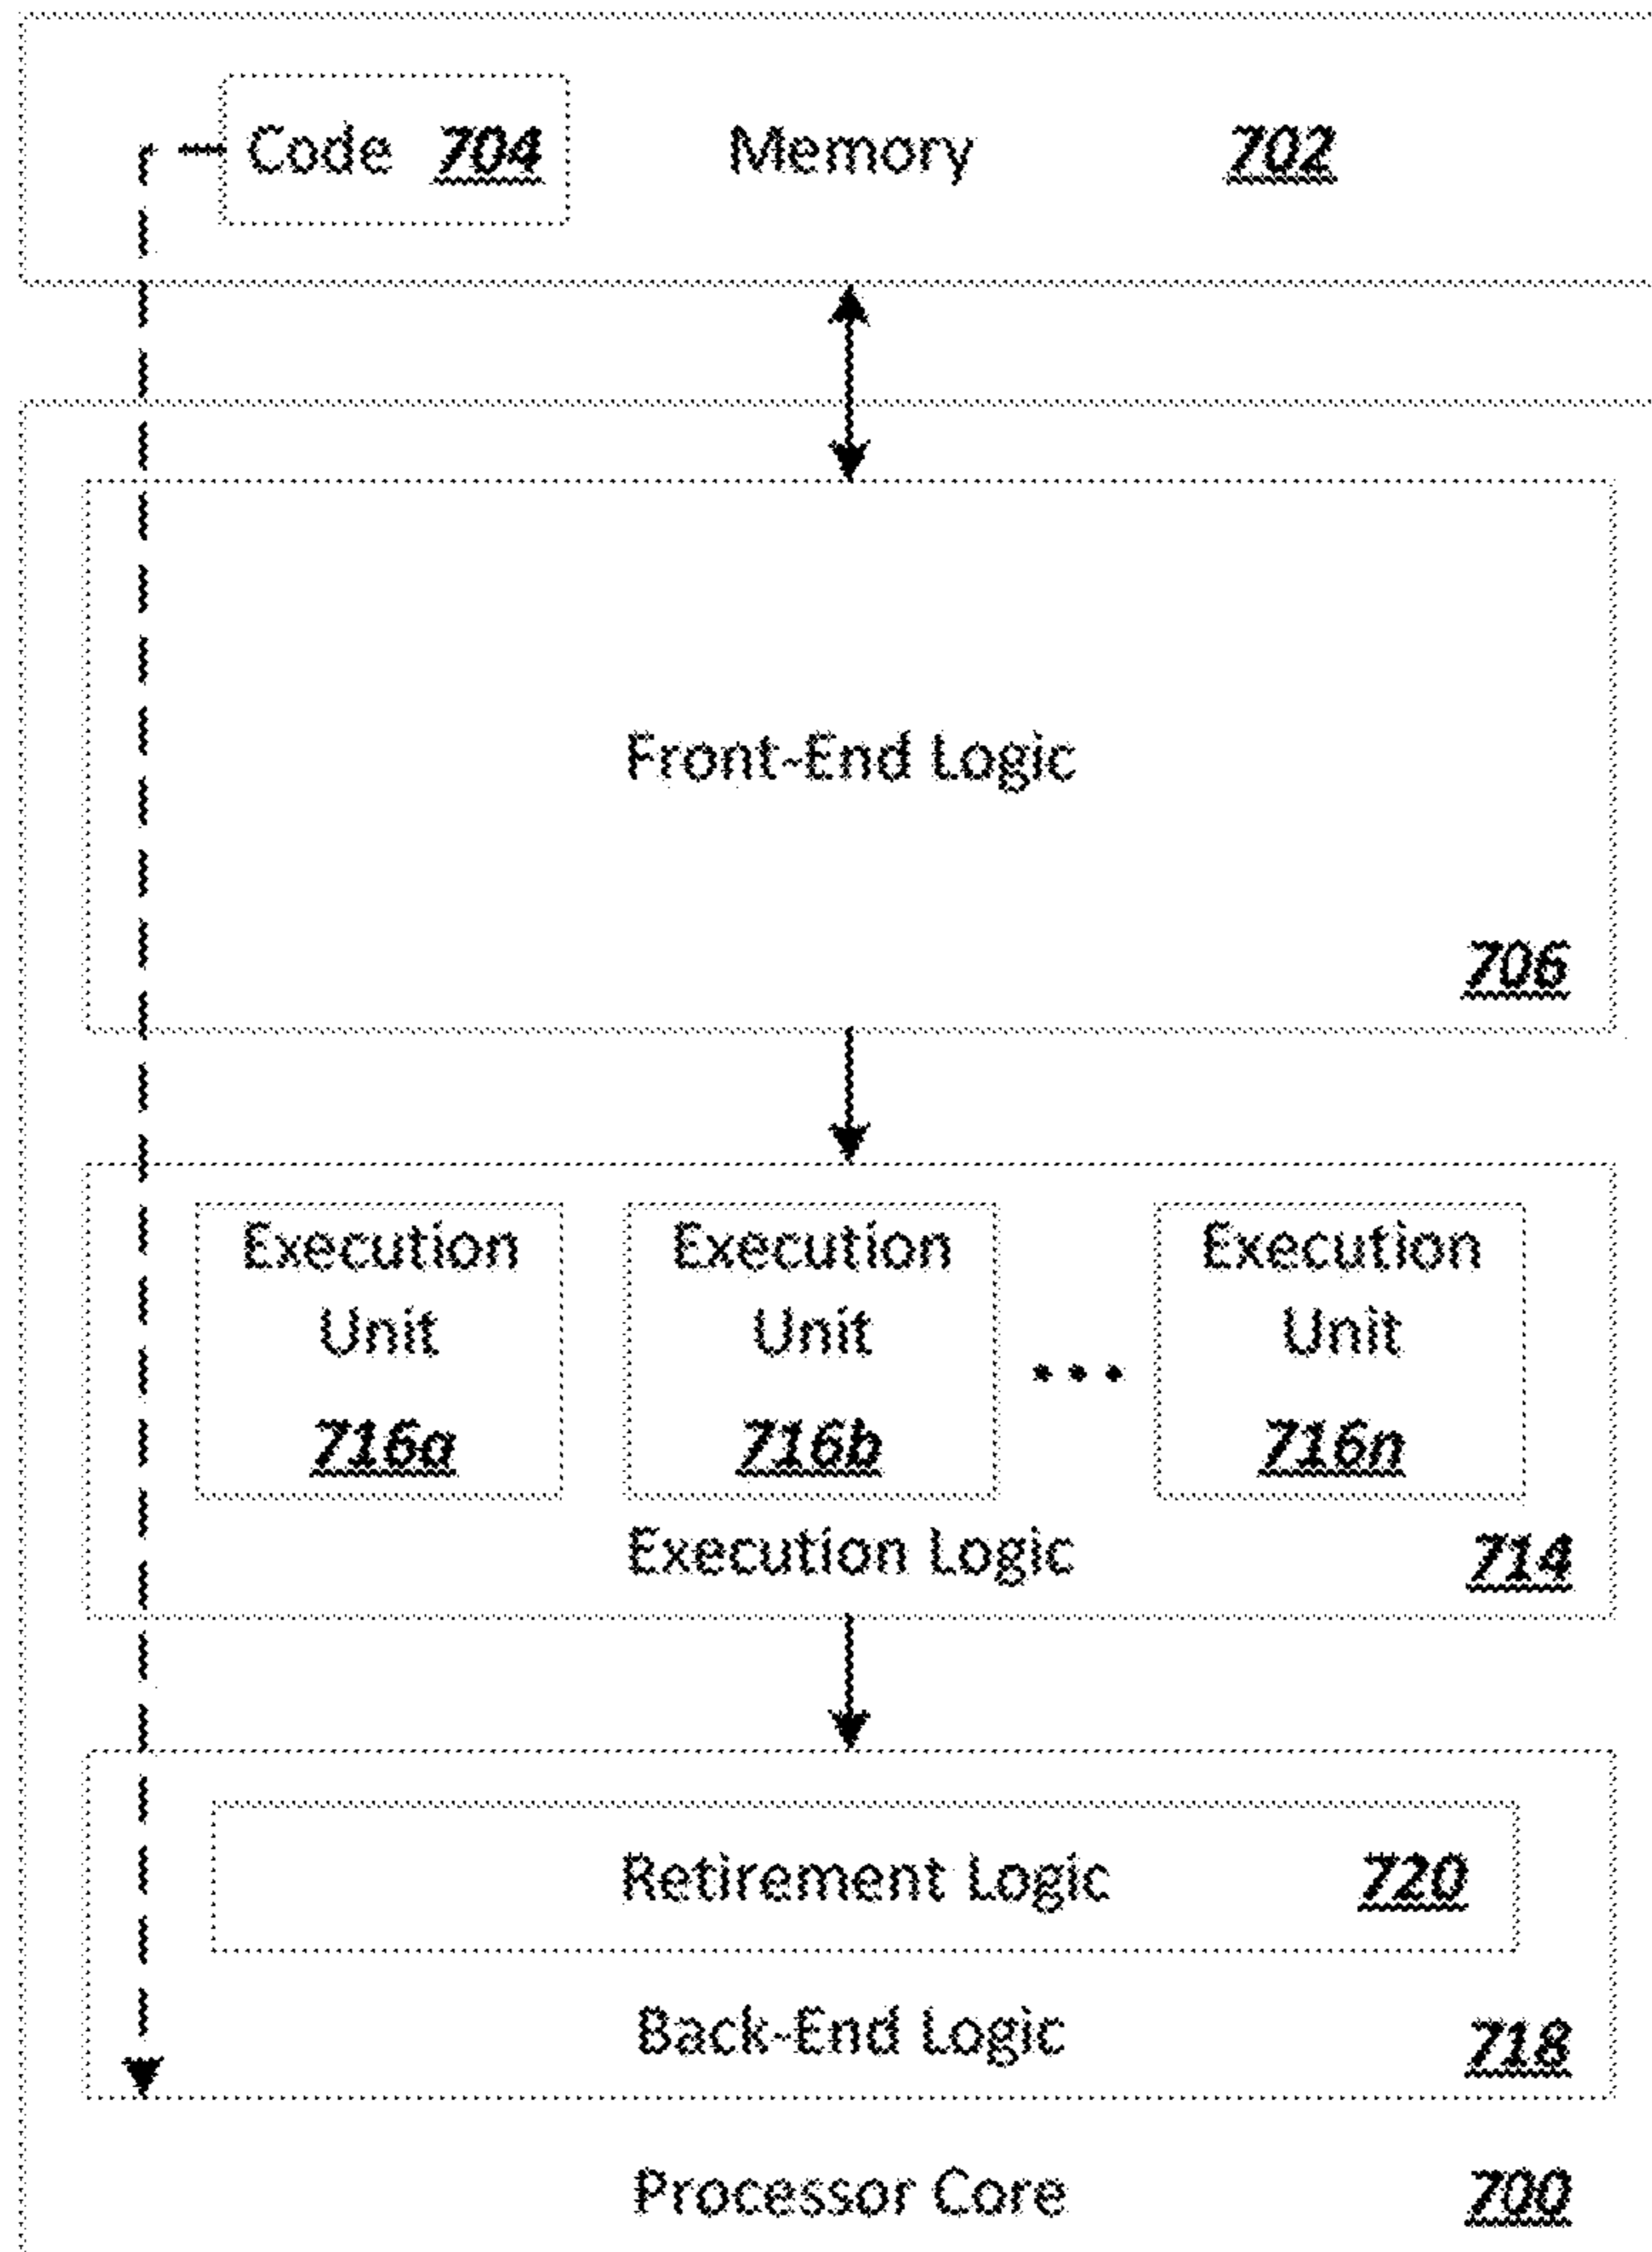 Code 704 Memory 702
Front-End Logic
706
Execution Unit 716a
Execution Unit 716b
...
Execution Unit 716n
Execution Logic 714
Retirement Logic 720
Back-End Logic 718
Processor Core 700